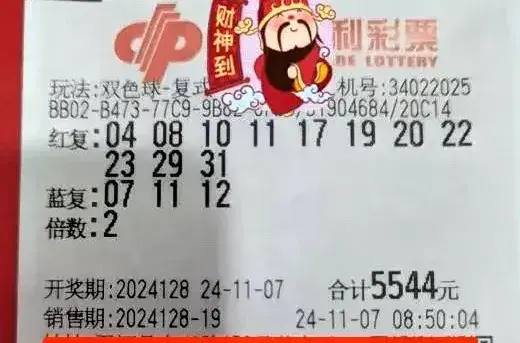 财神到
利彩票
RE LOTTERY
玩法:双色球-复式
机号:34022025
BB02-B473-77C9-9B62-
/61904684/20C14
红复:04 08 10 11 17 19 20 22
23 29 31
蓝复:07 11 12
倍数:2
开奖期:2024128 24-11-07 合计5544元
销售期:2024128-19 24-11-07 08:50:04